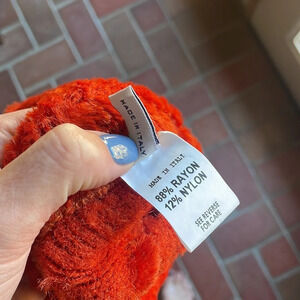 MADE IN ITALY
MADE IN ITALY
88% RAYON
12% NYLON
SEE REVERSE
FOR CARE